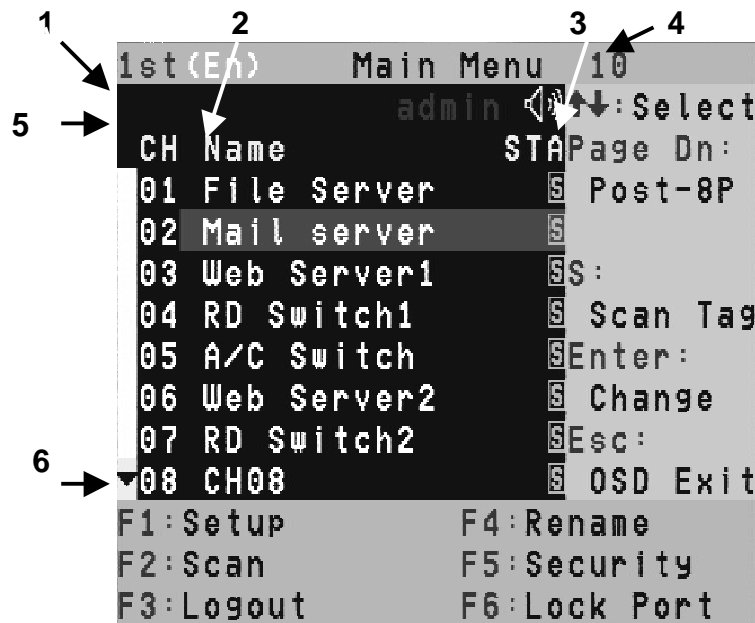 1 2 3 4
1st (En) Main Menu 10
admin ↑↓:Select
5
CH Name STA Page Dn:
01 File Server S Post-8P
02 Mail server S
03 Web Server1 S S:
04 RD Switch1 S Scan Tag
05 A/C Switch S Enter:
06 Web Server2 S Change
07 RD Switch2 S Esc:
6
▼08 CH08 S OSD Exit
F1:Setup F4:Rename
F2:Scan F5:Security
F3:Logout F6:Lock Port